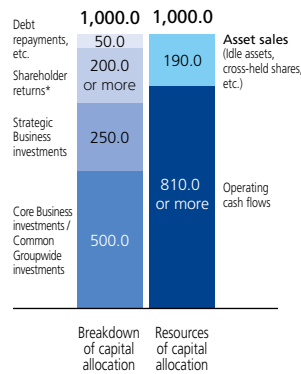 1,000.0 1,000.0
Debt
repayments,
etc.
50.0
Shareholder
returns*
200.0
or more
Strategic
Business
investments
250.0
Core Business
investments /
Common
Groupwide
investments
500.0
190.0
Asset sales
(Idle assets,
cross-held shares,
etc.)
810.0
or more
Operating
cash flows
Breakdown
of capital
allocation
Resources
of capital
allocation